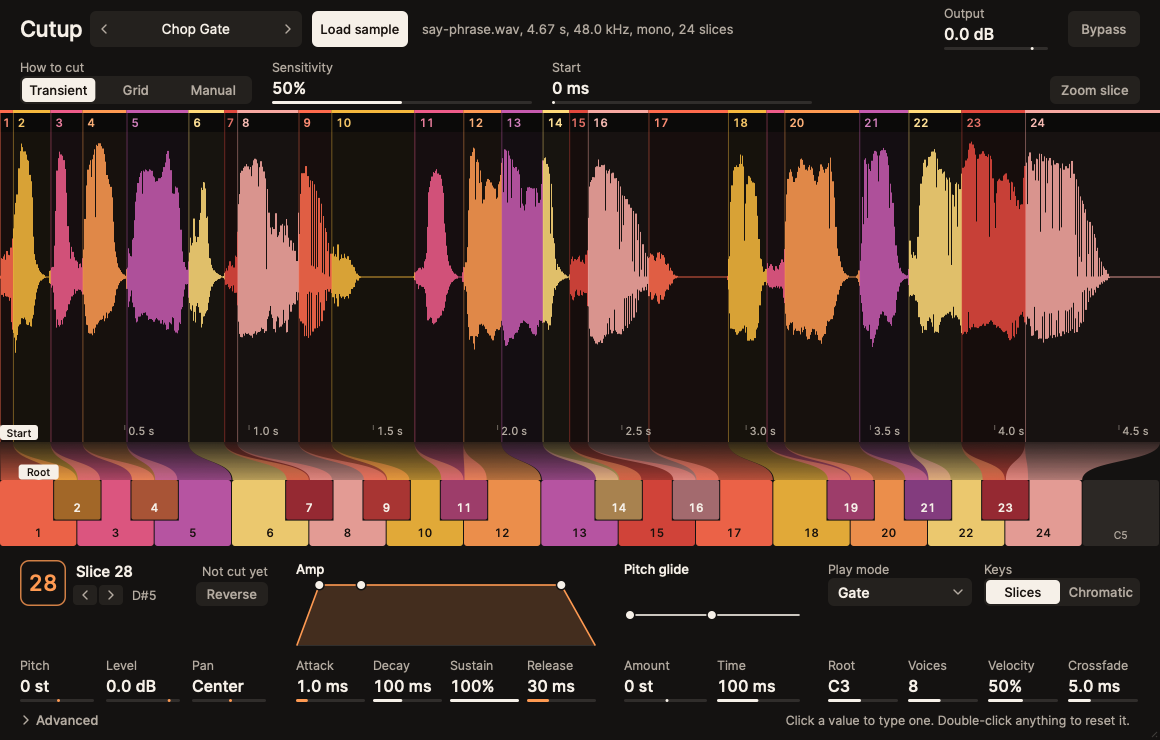 Cutup
Chop Gate
Load sample
say-phrase.wav, 4.67 s, 48.0 kHz, mono, 24 slices
Output
0.0 dB
Bypass
How to cut
Transient Grid Manual
Sensitivity
50%
Start
0 ms
Zoom slice
1 2 3 4 5 6 7 8 9 10 11 12 13 14 15 16 17 18 20 21 22 23 24
Start
0.5 s 1.0 s 1.5 s 2.0 s 2.5 s 3.0 s 3.5 s 4.0 s 4.5 s
Root
2 4 7 9 11 14 16 19 21 23
1 3 5 6 8 10 12 13 15 17 18 20 22 24 C5
28
Slice 28
D#5
Not cut yet
Reverse
Amp
Pitch glide
Play mode
Gate
Keys
Slices Chromatic
Pitch Level Pan Attack Decay Sustain Release Amount Time Root Voices Velocity Crossfade
0 st 0.0 dB Center 1.0 ms 100 ms 100% 30 ms 0 st 100 ms C3 8 50% 5.0 ms
Advanced
Click a value to type one. Double-click anything to reset it.